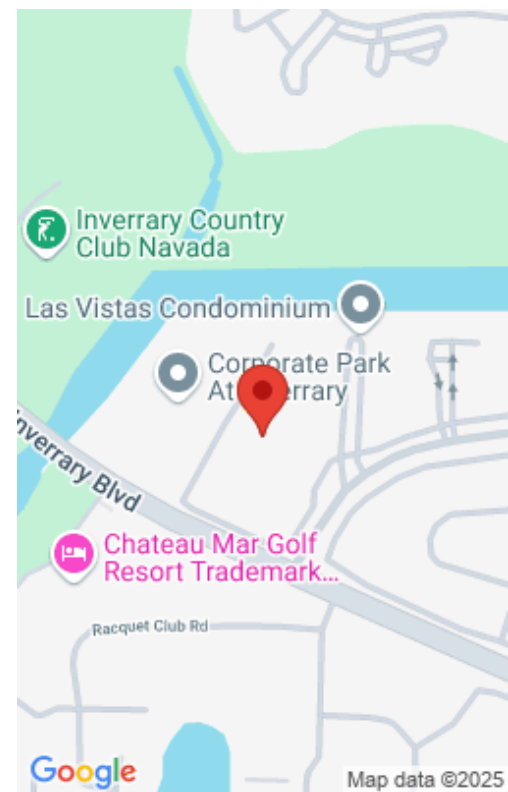 Inverrary Country
Club Navada
Las Vistas Condominium
Corporate Park
At
errary
Inverrary Blvd
Chateau Mar Golf
Resort Trademark...
Racquet Club Rd
Google
Map data ©2025